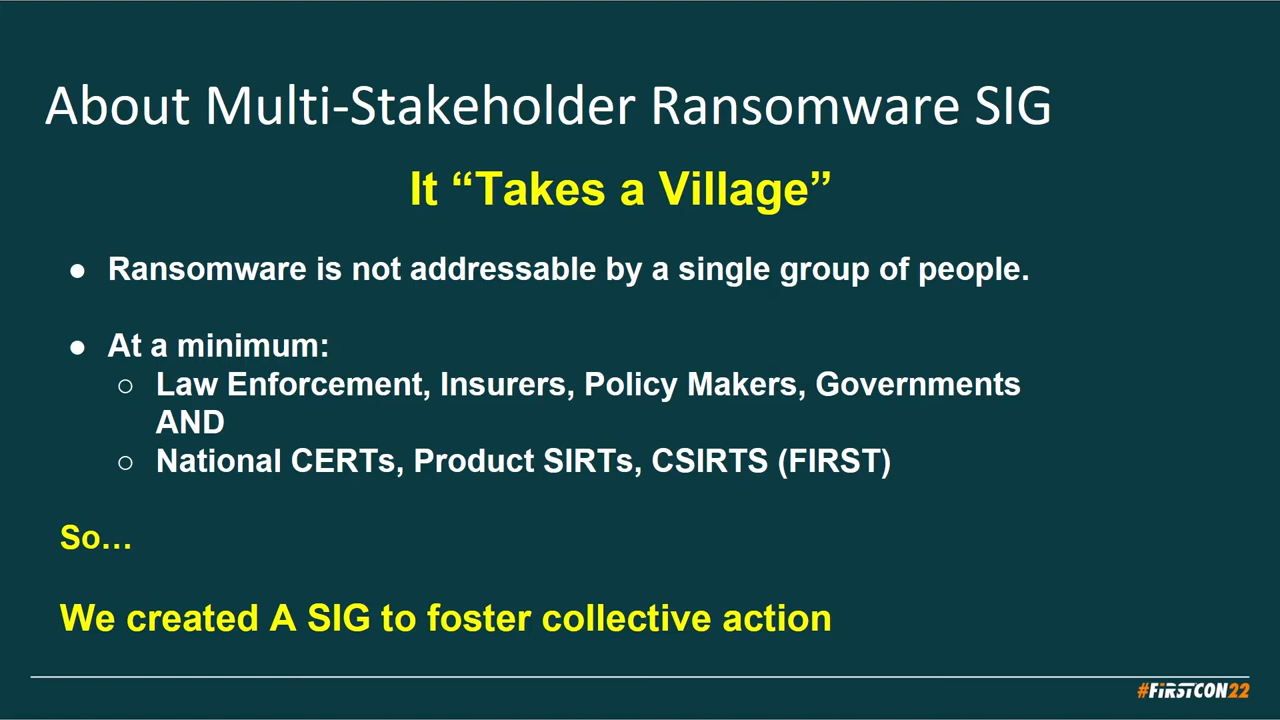 About Multi-Stakeholder Ransomware SIG
It “Takes a Village”
● Ransomware is not addressable by a single group of people.
● At a minimum:
○ Law Enforcement, Insurers, Policy Makers, Governments
AND
○ National CERTs, Product SIRTs, CSIRTS (FIRST)
So…
We created A SIG to foster collective action
#FiRSTCON22